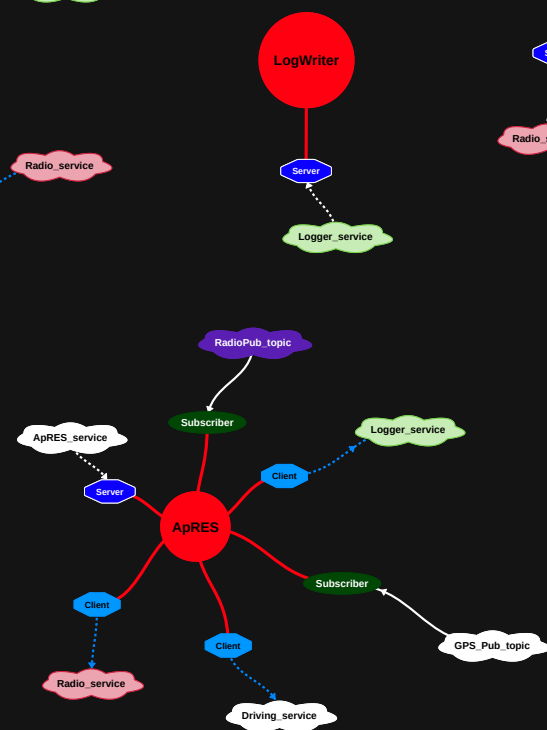 LogWriter
Radio_service
Server
Logger_service
RadioPub_topic
Subscriber
Logger_service
ApRES_service
Client
Server
ApRES
Subscriber
Client
Client
GPS_Pub_topic
Radio_service
Driving_service